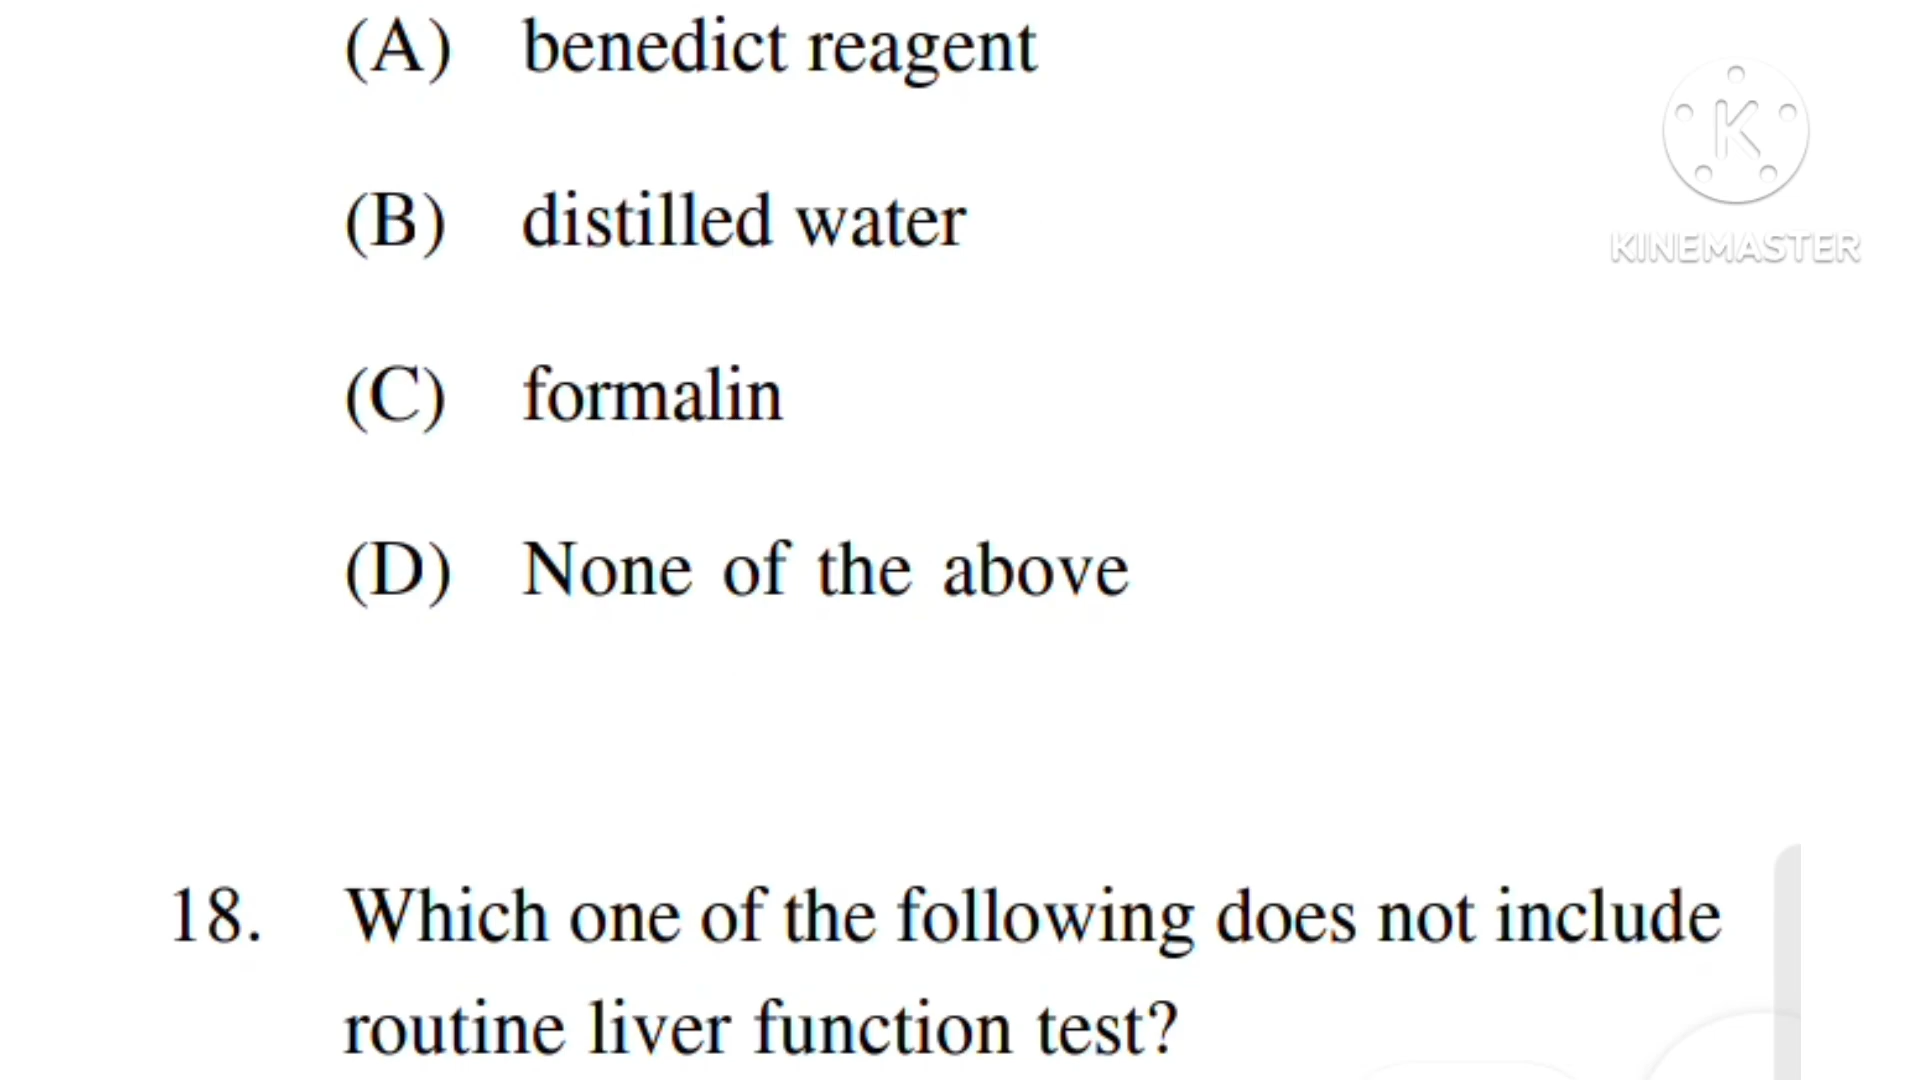 (A) benedict reagent
(B) distilled water
(C) formalin
(D) None of the above
KINEMASTER
18. Which one of the following does not include
routine liver function test?